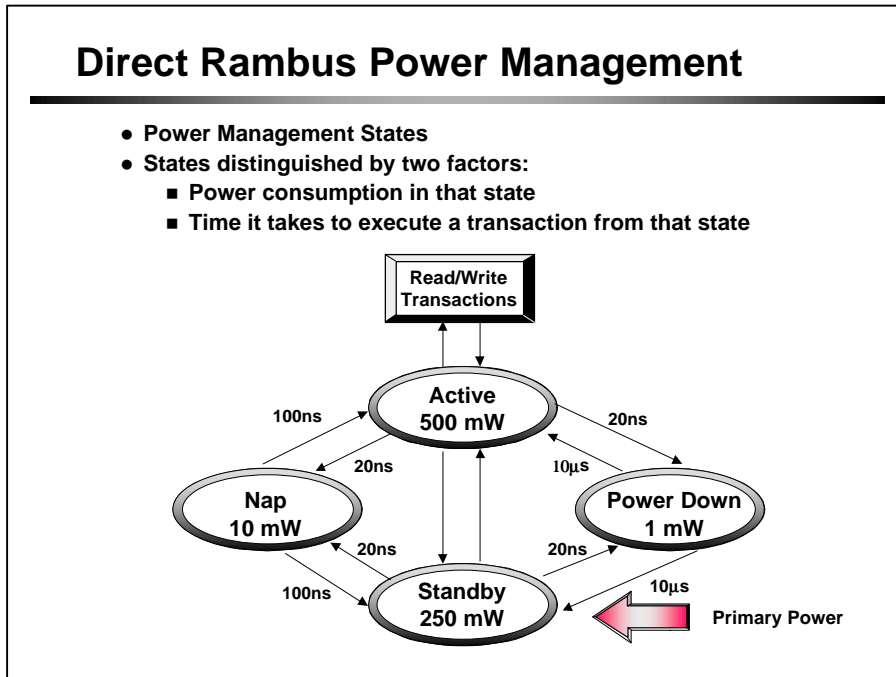 Direct Rambus Power Management
● Power Management States
● States distinguished by two factors:
■ Power consumption in that state
■ Time it takes to execute a transaction from that state
Read/Write
Transactions
Active
500 mW
100ns
20ns
20ns
10μs
Nap
10 mW
Power Down
1 mW
20ns
20ns
100ns
10μs
Standby
250 mW
Primary Power